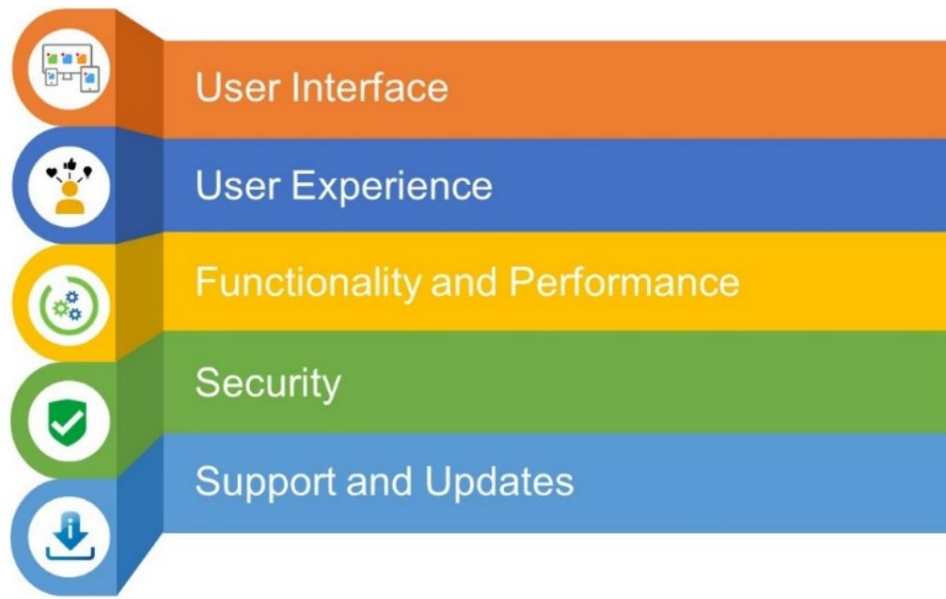 User Interface
User Experience
Functionality and Performance
Security
Support and Updates